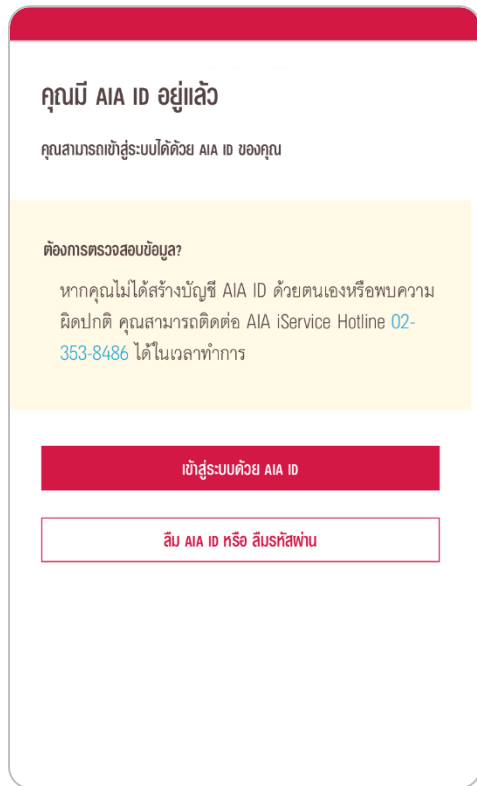 คุณมี AIA ID อยู่แล้ว
คุณสามารถเข้าสู่ระบบได้ด้วย AIA ID ของคุณ
ต้องการตรวจสอบข้อมูล?
หากคุณไม่ได้สร้างบัญชี AIA ID ด้วยตนเองหรือพบความ
ผิดปกติ คุณสามารถติดต่อ AIA iService Hotline 02-
353-8486 ได้ในเวลาทำการ
เข้าสู่ระบบด้วย AIA ID
ลืม AIA ID หรือ ลืมรหัสผ่าน